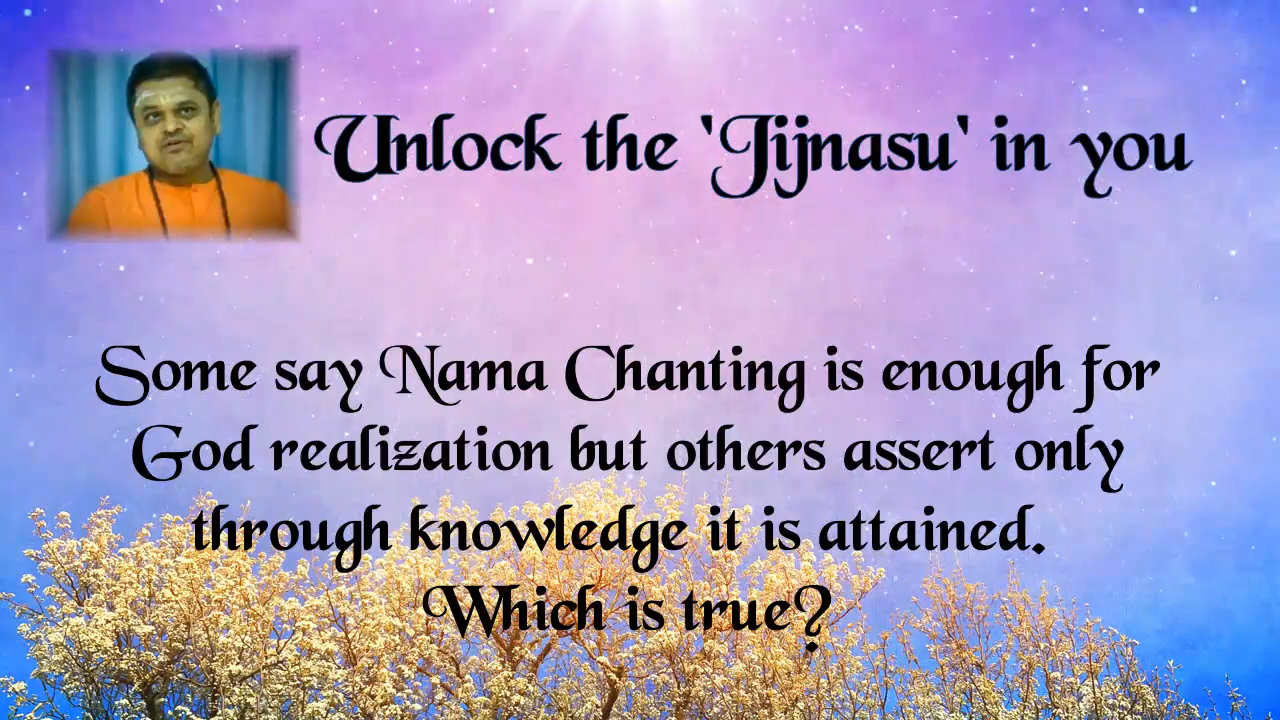 Unlock the 'Jijnasu' in you
Some say Nama Chanting is enough for
God realization but others assert only
through knowledge it is attained.
Which is true?